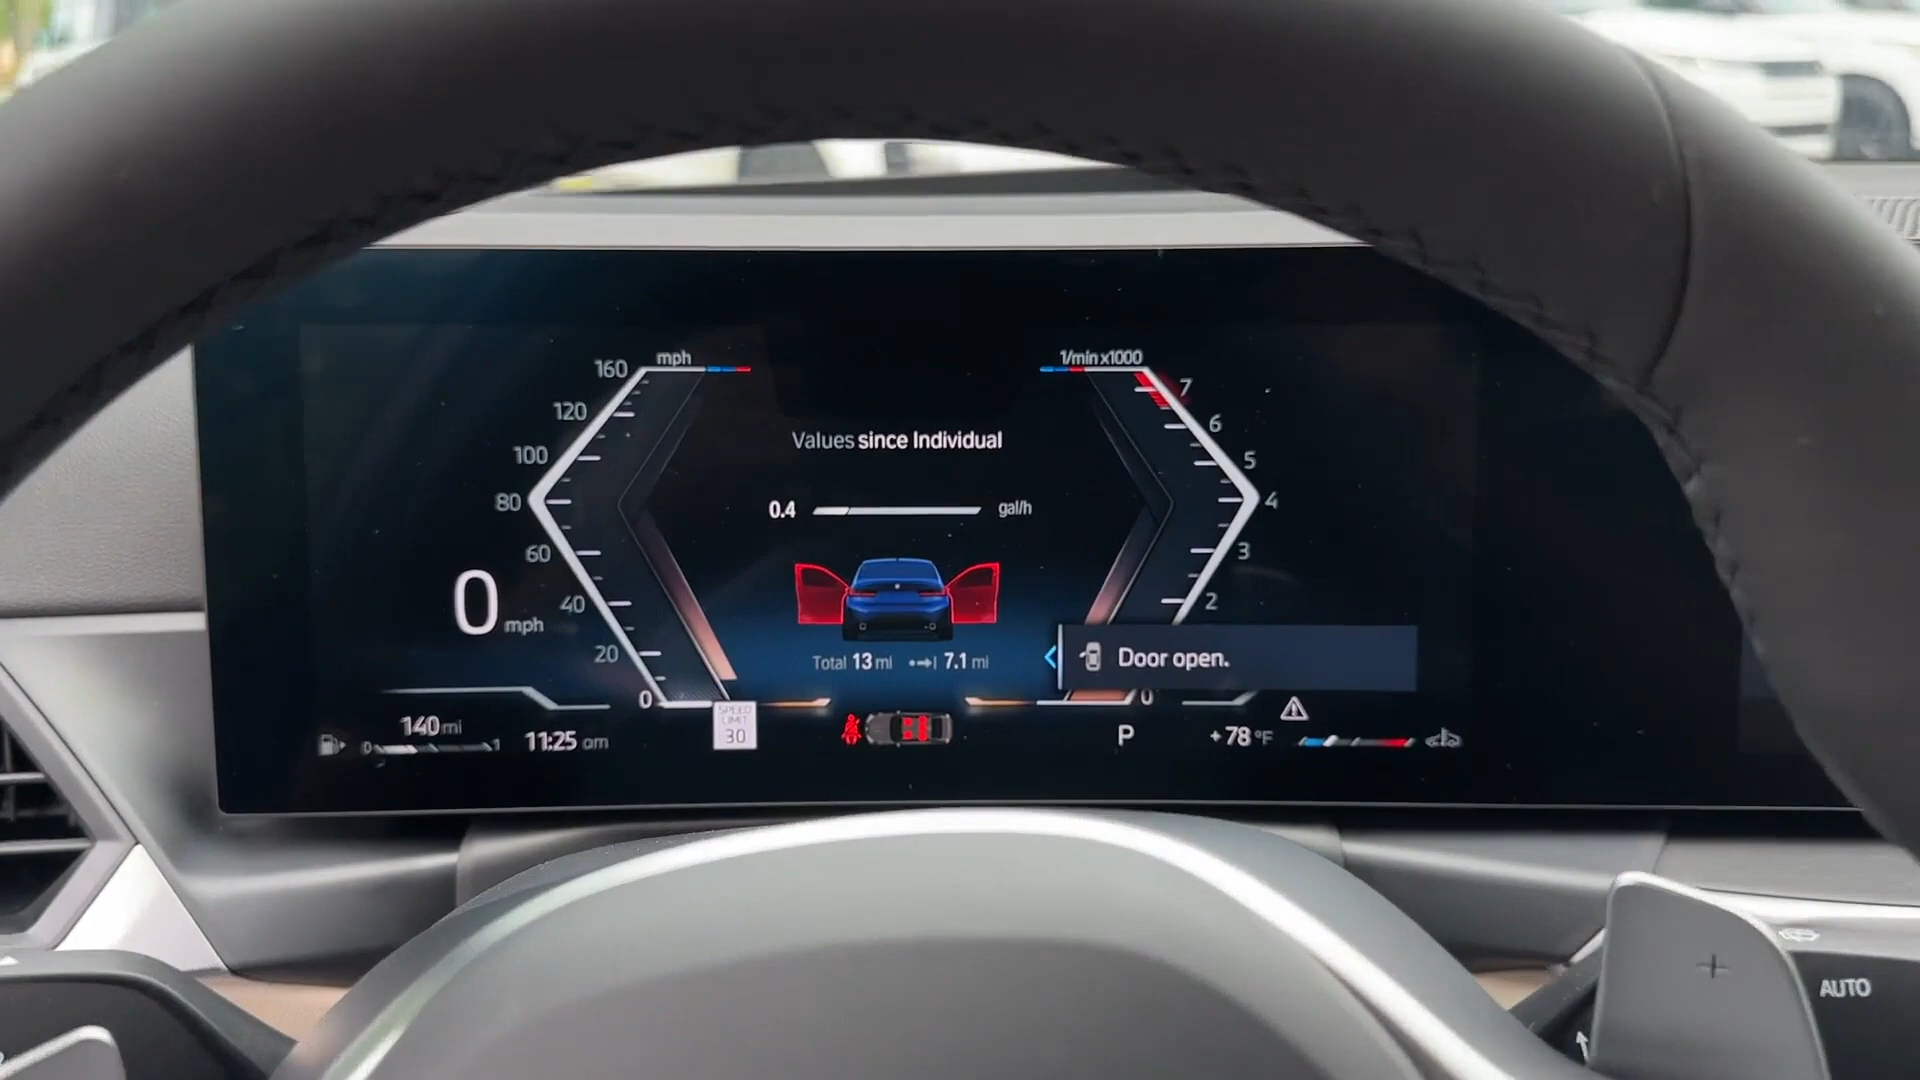 mph
1/min x1000
160
120
100
80
60
40
20
0
7
6
5
4
3
2
0
Values since Individual
0.4 gal/h
0 mph
Total 13 mi 7.1 mi
Door open.
140 mi
0 1
11:25 am
SPEED
LIMIT
30
P
+78 °F
+
AUTO